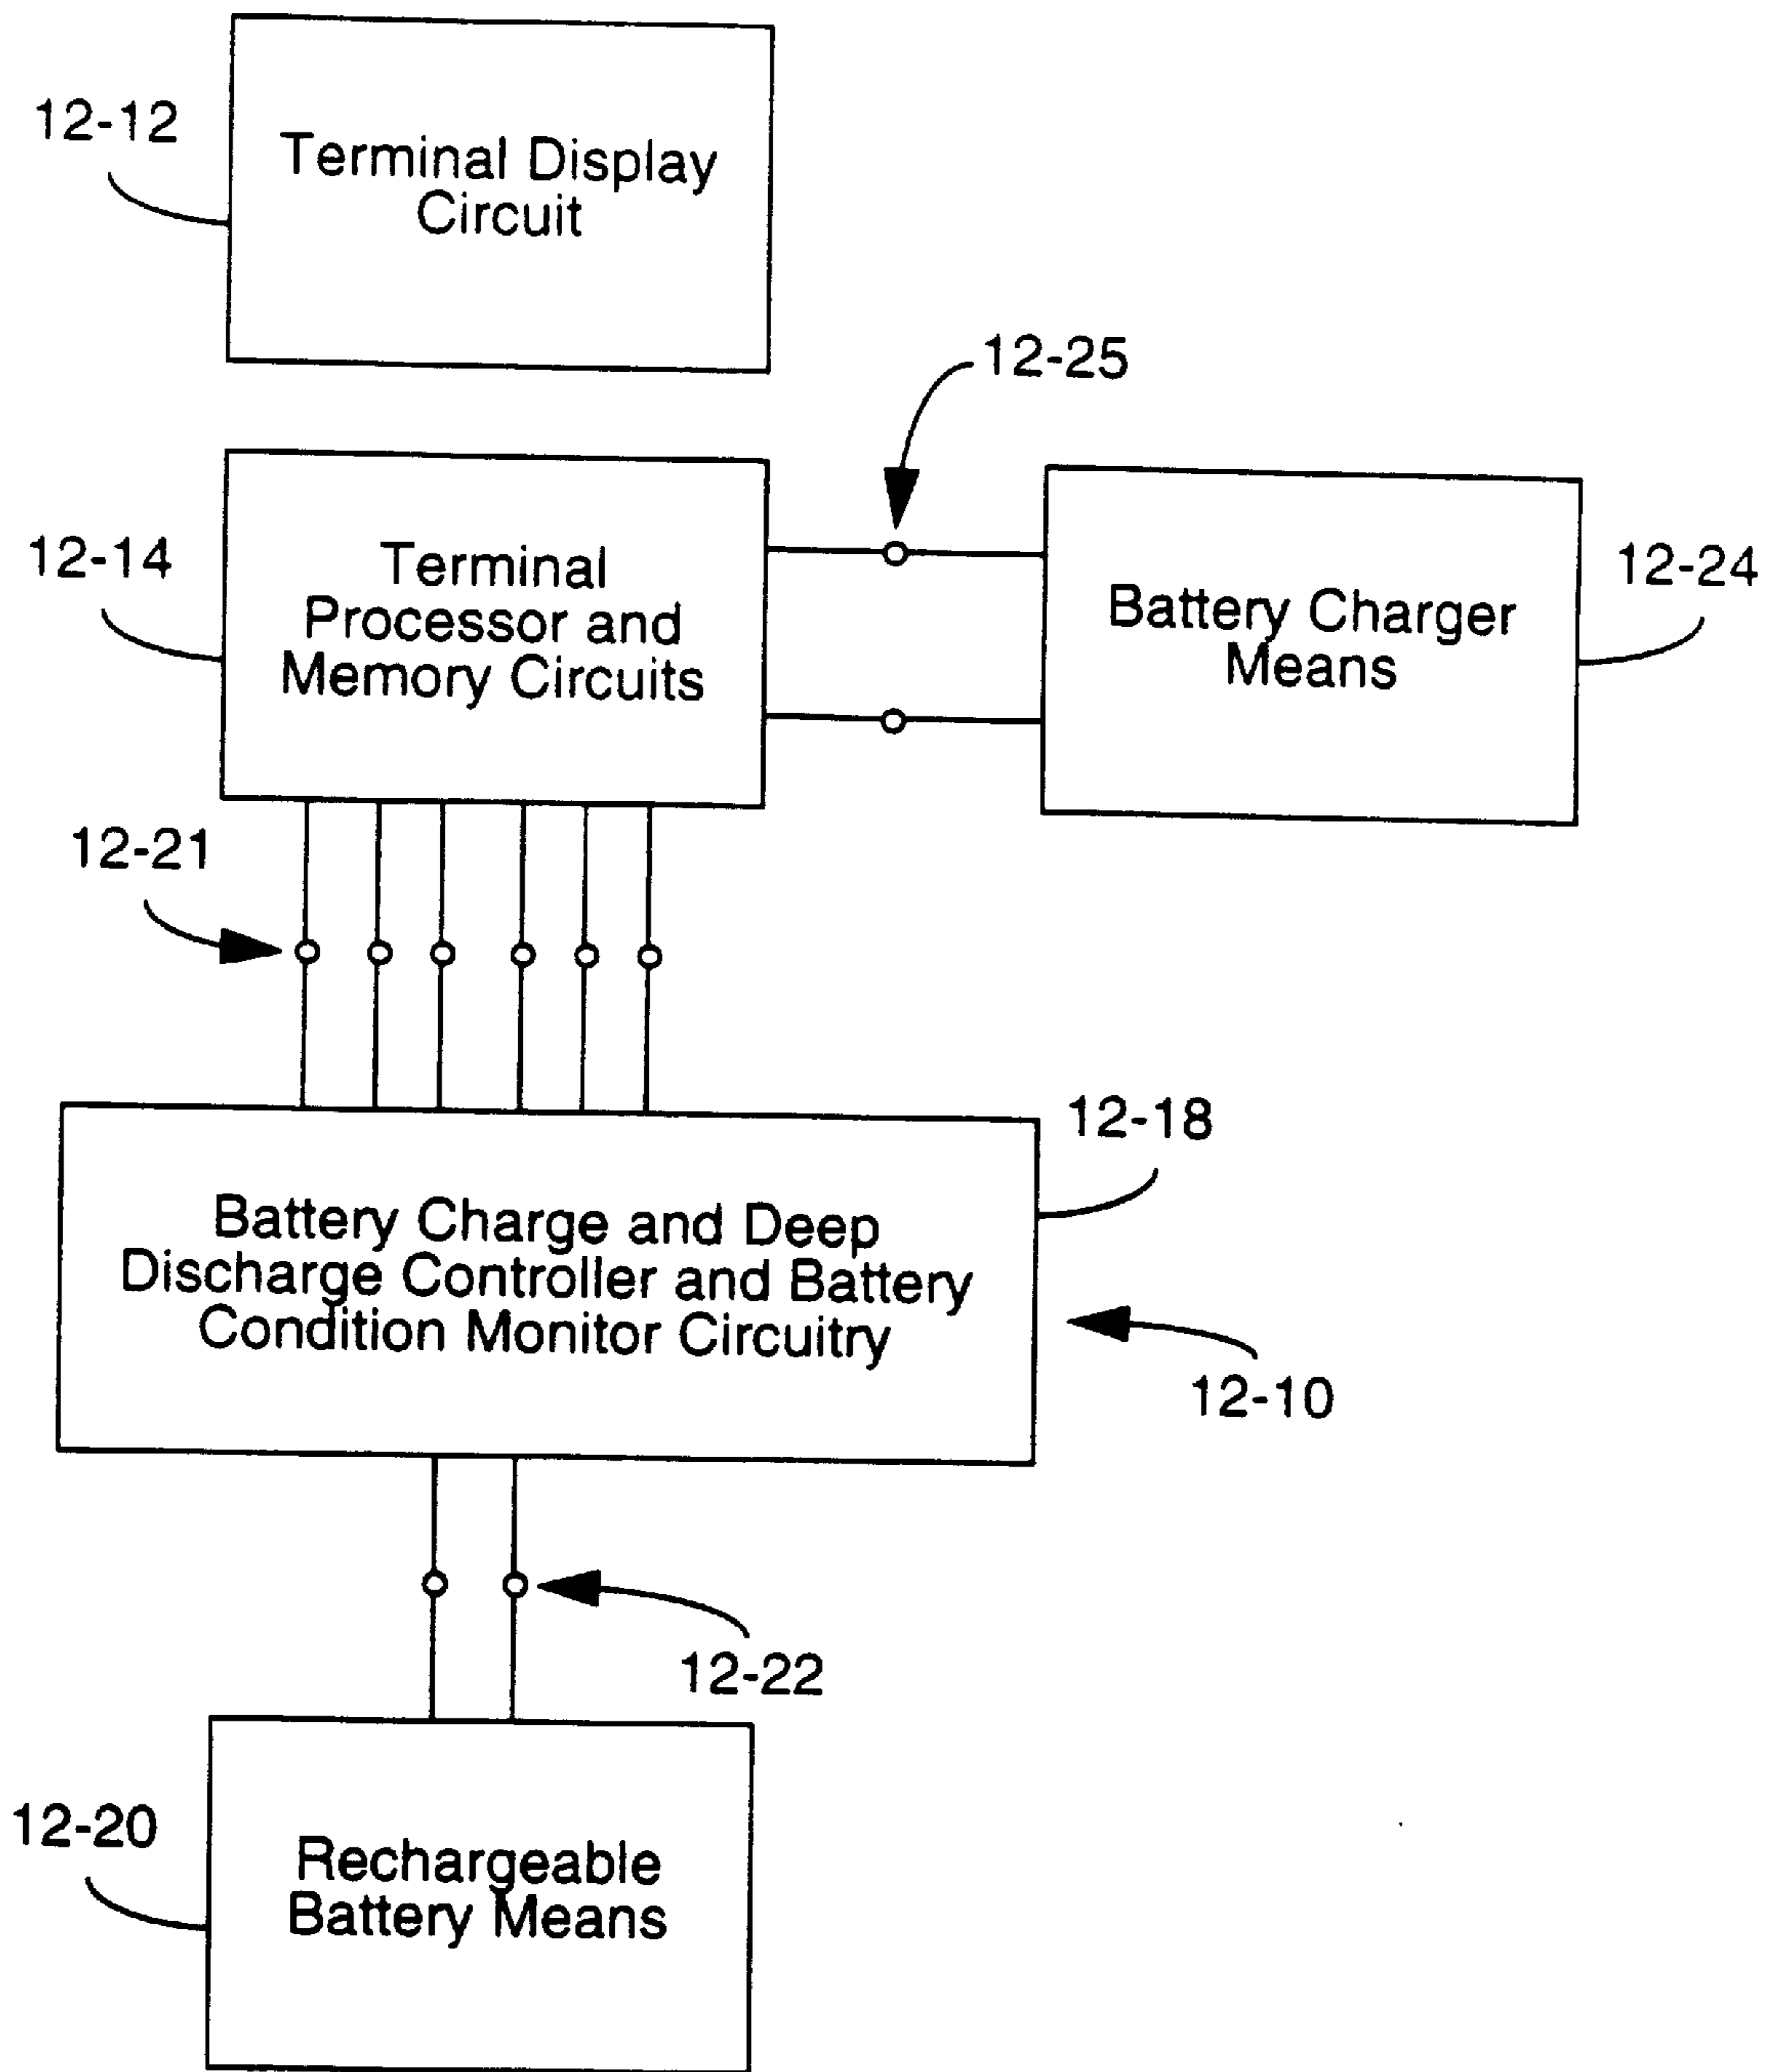 12-12
Terminal Display
Circuit
12-25
12-14
Terminal
Processor and
Memory Circuits
Battery Charger
Means
12-24
12-21
12-18
Battery Charge and Deep
Discharge Controller and Battery
Condition Monitor Circuitry
12-10
12-22
12-20
Rechargeable
Battery Means